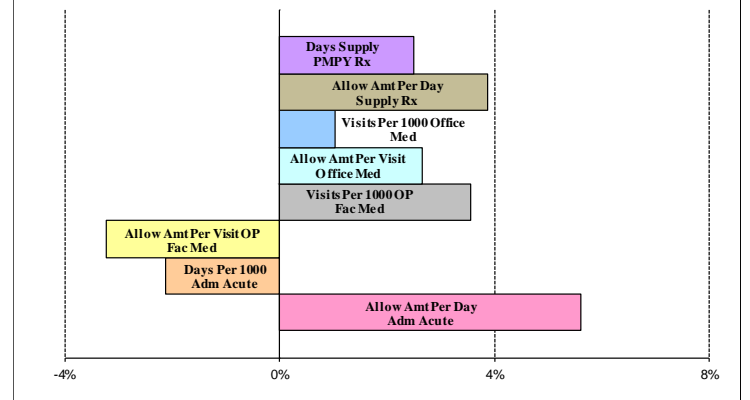 Days Supply
PMPY Rx
Allow Amt Per Day
Supply Rx
Visits Per 1000 Office
Med
Allow Amt Per Visit
Office Med
Visits Per 1000 OP
Fac Med
Allow Amt Per Visit OP
Fac Med
Days Per 1000
Adm Acute
Allow Amt Per Day
Adm Acute
-4%
0%
4%
8%